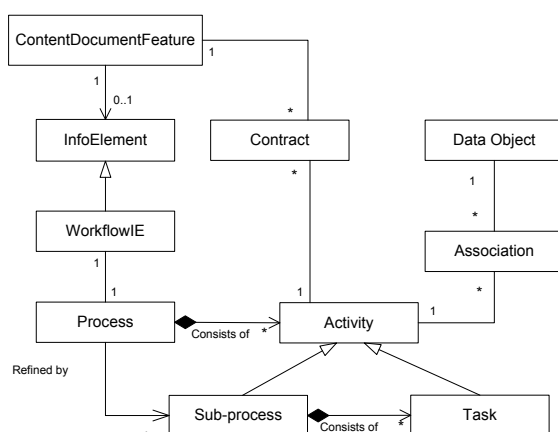 ContentDocumentFeature
1
1
0..1
*
InfoElement
Contract
Data Object
*
1
*
WorkflowIE
Association
1
*
1
1
1
Process
Consists of
*
Activity
Refined by
Sub-process
Consists of
*
Task